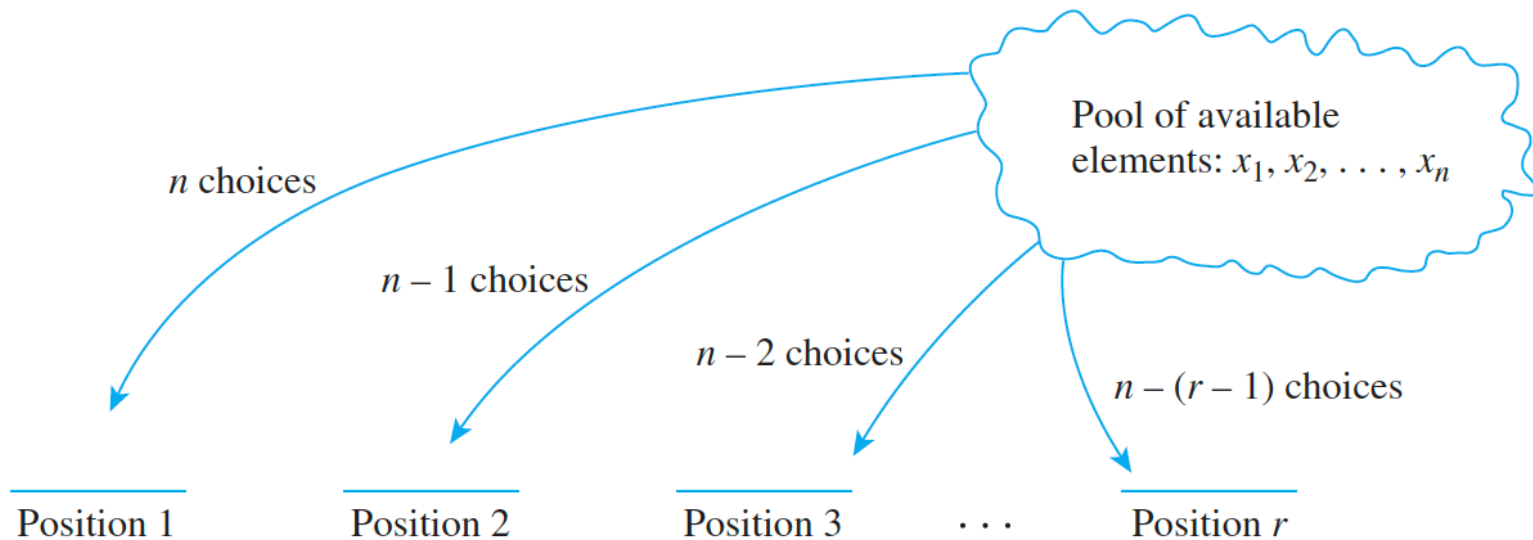 Pool of available
elements: x₁, x₂, . . . , xₙ
n choices
n – 1 choices
n – 2 choices
n – (r – 1) choices
Position 1 Position 2 Position 3 . . . Position r